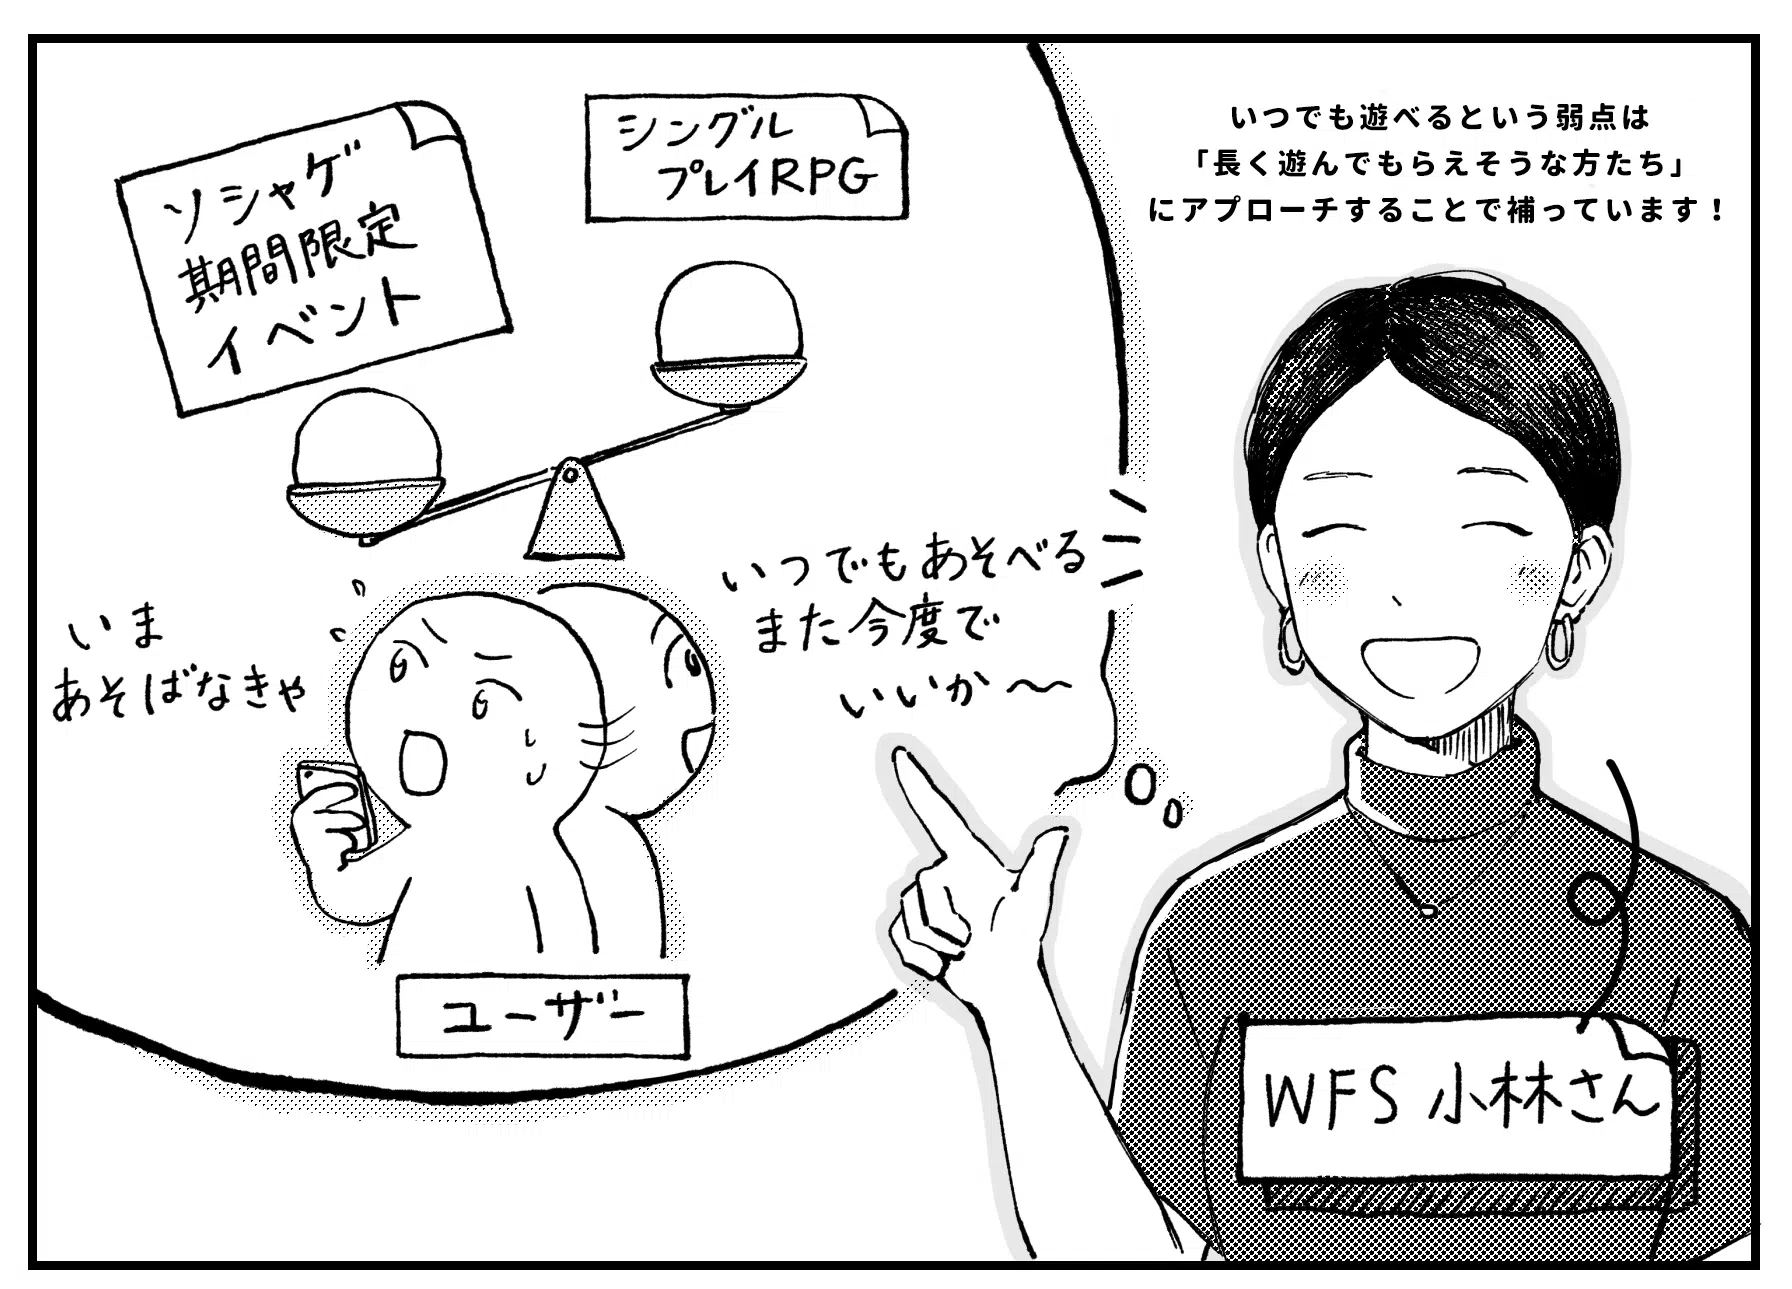 いつでも遊べるという弱点は
「長く遊んでもらえそうな方たち」
にアプローチすることで補っています！
シングル
プレイRPG
ソシャゲ
期間限定
イベント
いつでもあそべる
また今度で
いいか〜
いま
あそばなきゃ
ユーザー
WFS 小林さん